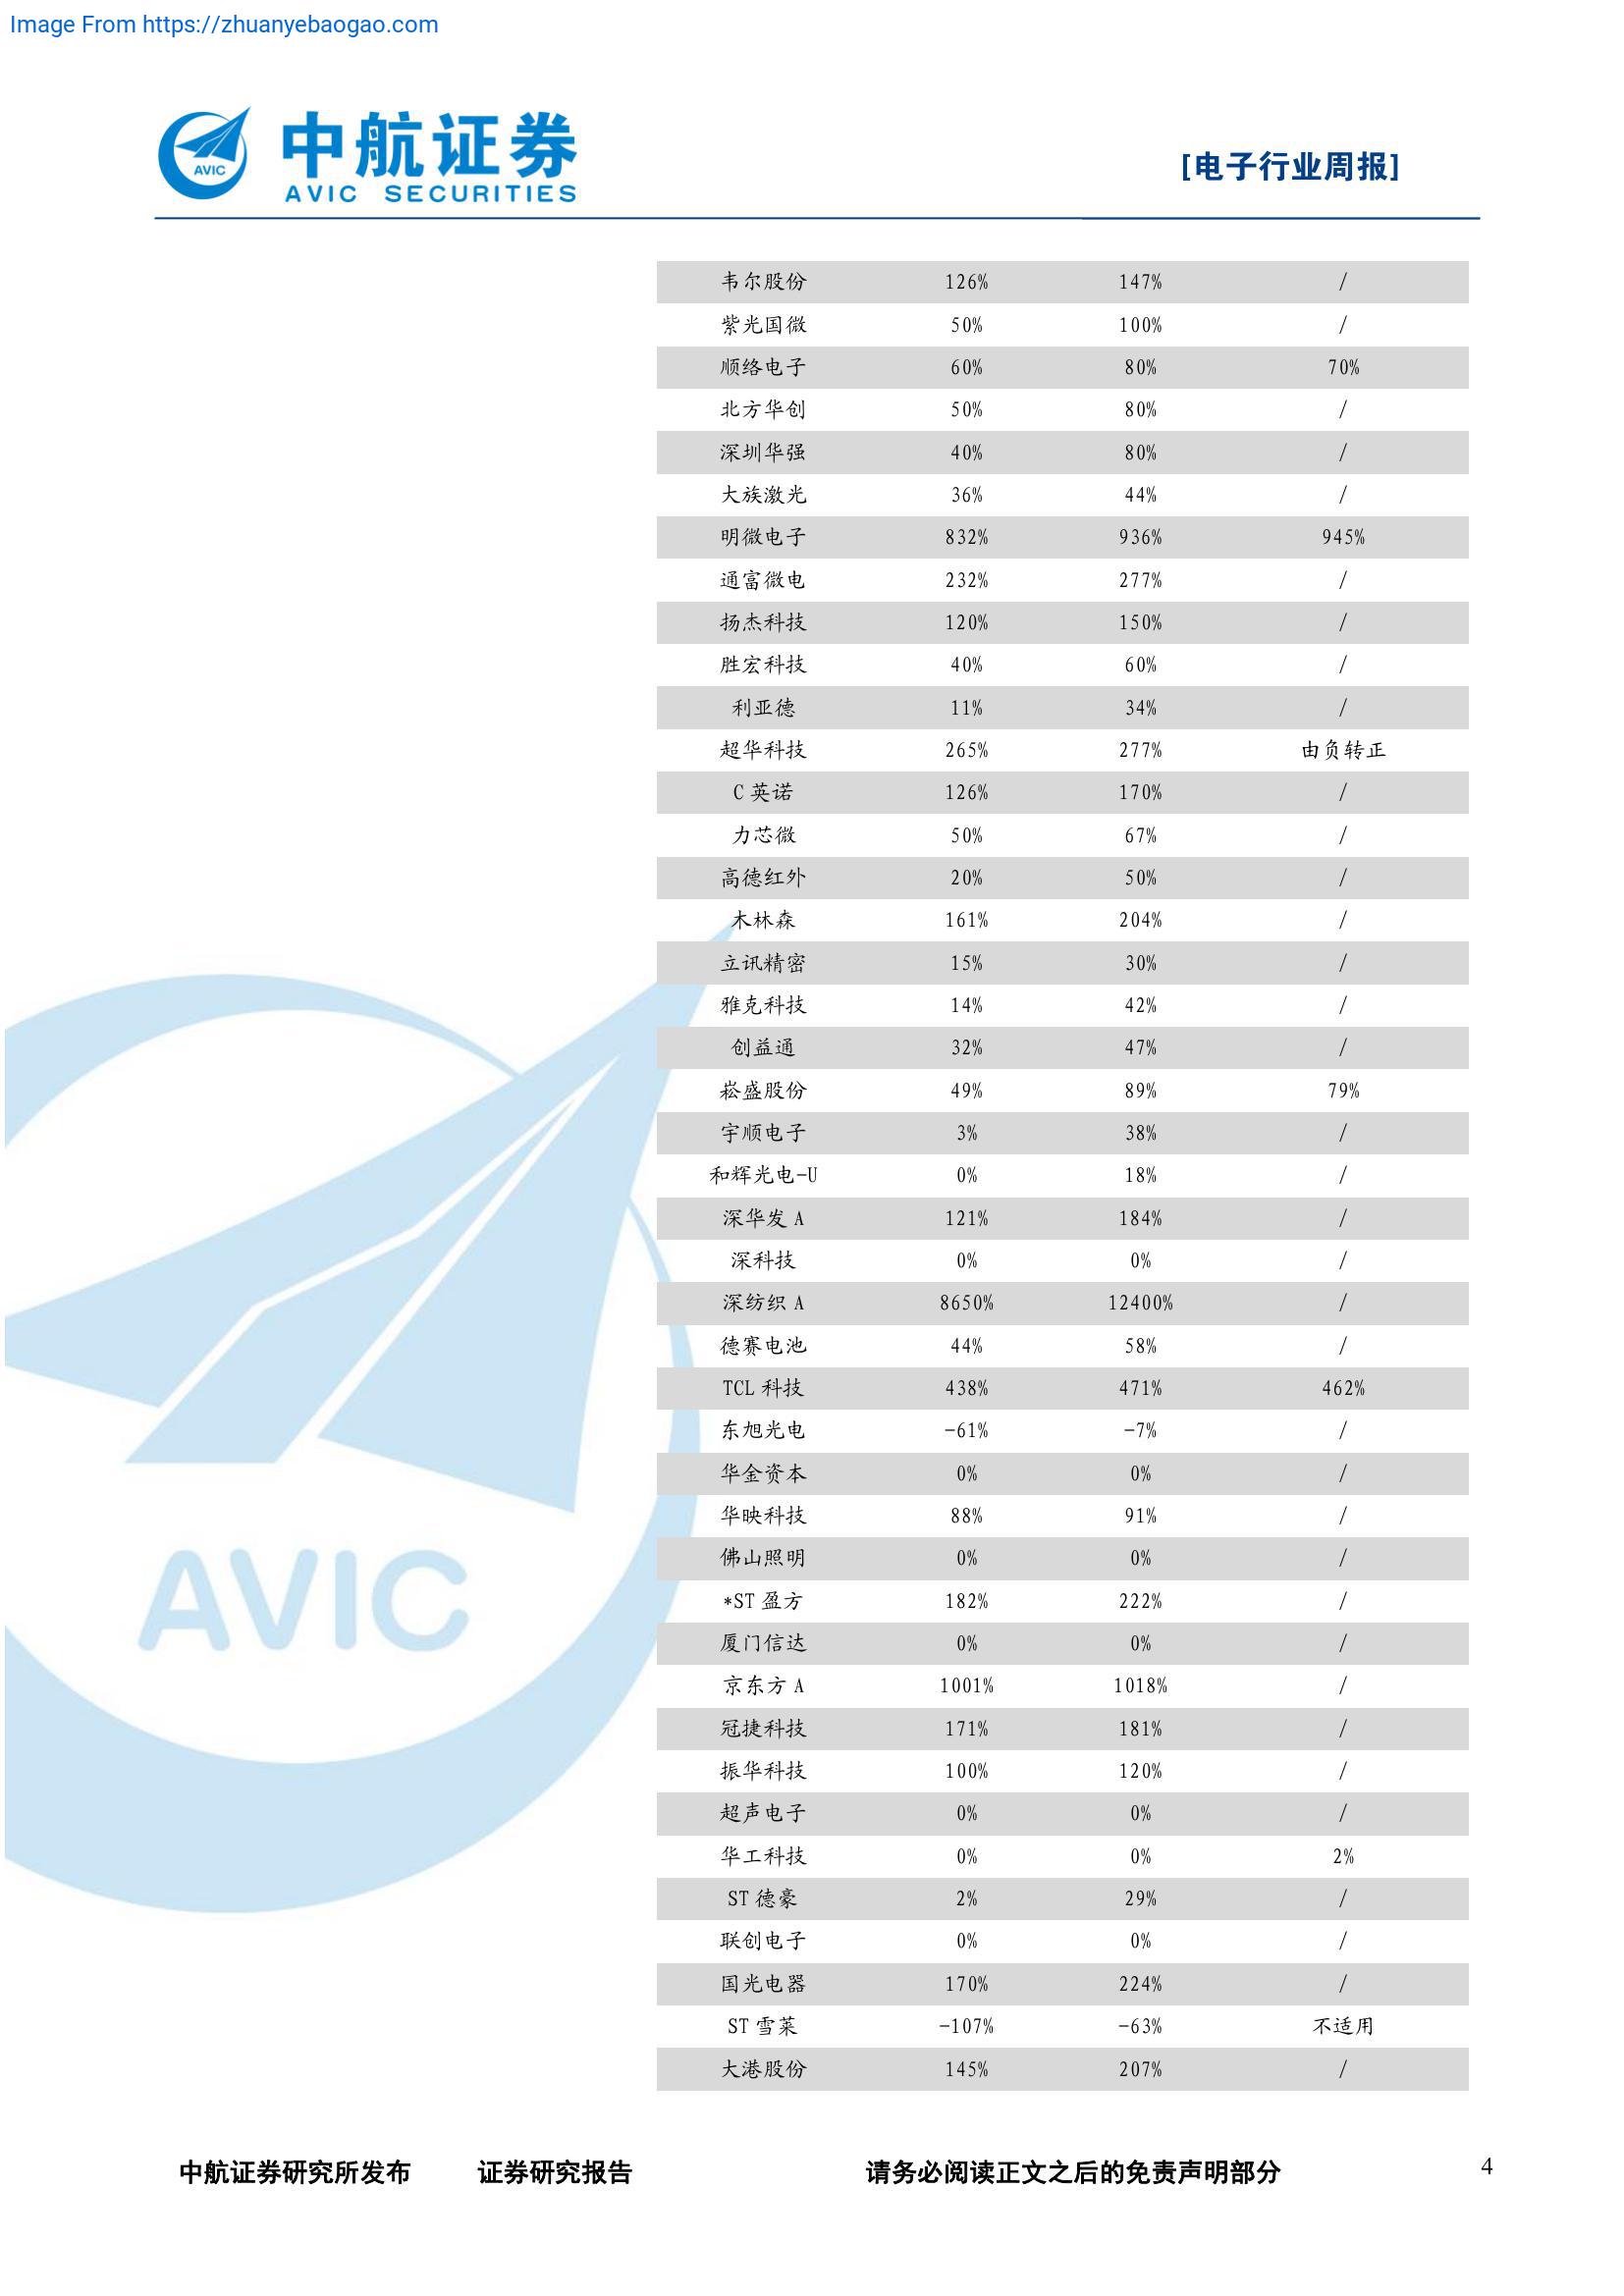 Image From https://zhuanyebaogao.com
AVIC
中航证券
AVIC SECURITIES
[电子行业周报]
韦尔股份 126% 147% /
紫光国微 50% 100% /
顺络电子 60% 80% 70%
北方华创 50% 80% /
深圳华强 40% 80% /
大族激光 36% 44% /
明微电子 832% 936% 945%
通富微电 232% 277% /
扬杰科技 120% 150% /
胜宏科技 40% 60% /
利亚德 11% 34% /
超华科技 265% 277% 由负转正
C 英诺 126% 170% /
力芯微 50% 67% /
高德红外 20% 50% /
木林森 161% 204% /
立讯精密 15% 30% /
雅克科技 14% 42% /
创益通 32% 47% /
崧盛股份 49% 89% 79%
宇顺电子 3% 38% /
和辉光电-U 0% 18% /
深华发 A 121% 184% /
深科技 0% 0% /
深纺织 A 8650% 12400% /
德赛电池 44% 58% /
TCL 科技 438% 471% 462%
东旭光电 -61% -7% /
华金资本 0% 0% /
华映科技 88% 91% /
佛山照明 0% 0% /
*ST 盈方 182% 222% /
厦门信达 0% 0% /
京东方 A 1001% 1018% /
冠捷科技 171% 181% /
振华科技 100% 120% /
超声电子 0% 0% /
华工科技 0% 0% 2%
ST 德豪 2% 29% /
联创电子 0% 0% /
国光电器 170% 224% /
ST 雪莱 -107% -63% 不适用
大港股份 145% 207% /
AVIC
中航证券研究所发布 证券研究报告 请务必阅读正文之后的免责声明部分 4